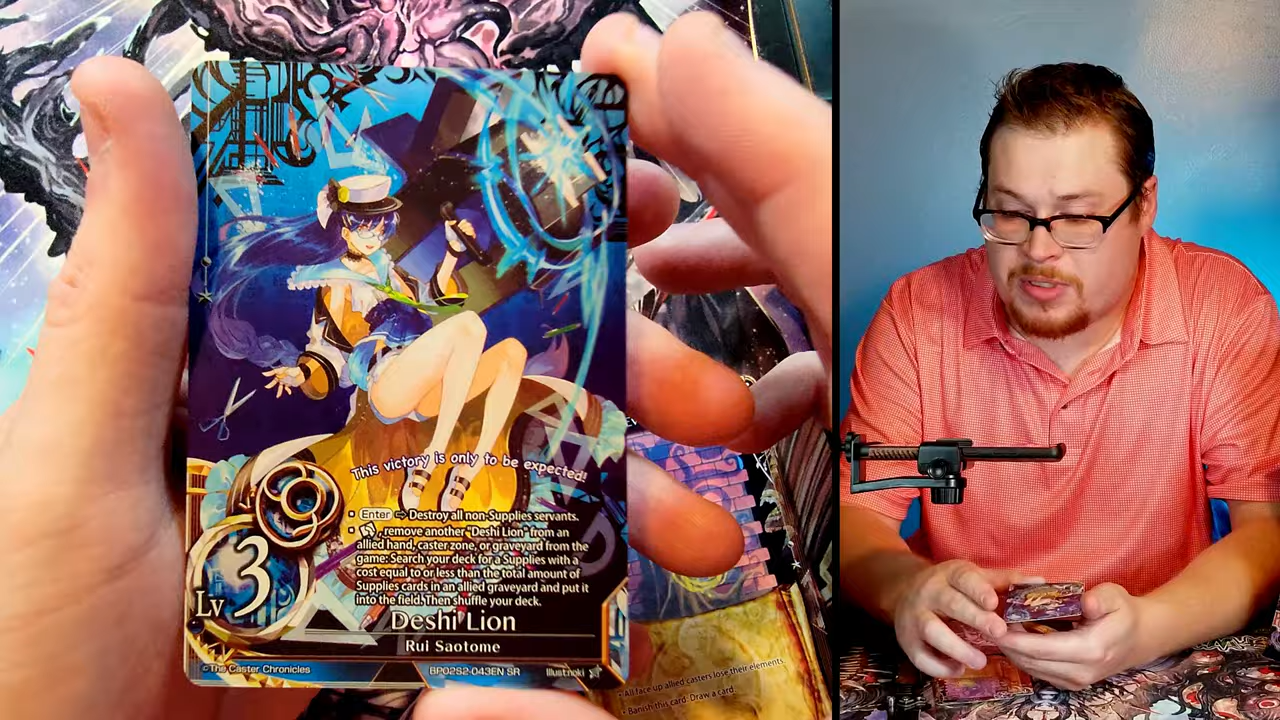 This victory is only to be expected!
• Enter ⇨ Destroy all non-Supplies servants.
• , remove another "Deshi Lion" from an
allied hand, caster zone, or graveyard from the
game: Search your deck for a Supplies with a
cost equal to or less than the total amount of
Supplies cards in an allied graveyard and put it
into the field. Then shuffle your deck.
Lv 3
Deshi Lion
Rui Saotome
©The Caster Chronicles BP02S2-043EN SR Illust:noki
• All face up allied casters lose their elements.
• Banish this card: Draw a card.